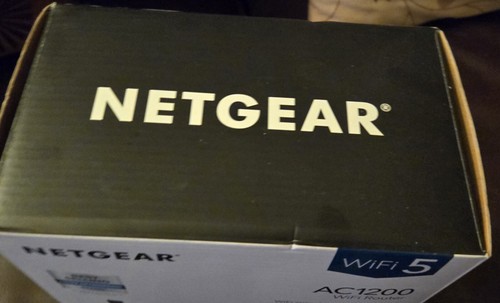 NETGEAR®
NETGEAR
WiFi 5
AC1200
WiFi Router